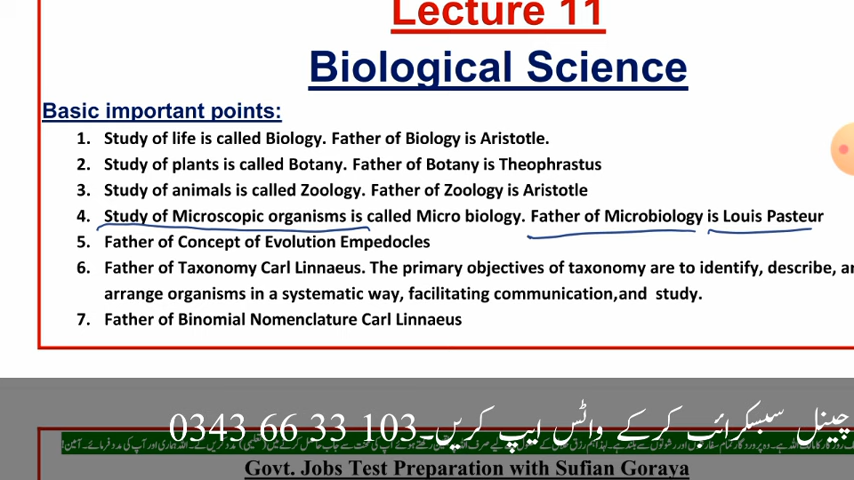 Lecture 11
Biological Science
Basic important points:
1. Study of life is called Biology. Father of Biology is Aristotle.
2. Study of plants is called Botany. Father of Botany is Theophrastus
3. Study of animals is called Zoology. Father of Zoology is Aristotle
4. Study of Microscopic organisms is called Micro biology. Father of Microbiology is Louis Pasteur
5. Father of Concept of Evolution Empedocles
6. Father of Taxonomy Carl Linnaeus. The primary objectives of taxonomy are to identify, describe,
arrange organisms in a systematic way, facilitating communication,and study.
7. Father of Binomial Nomenclature Carl Linnaeus
چینل سبسکرائب کرکے واٹس ایپ کریں۔0343 66 33 103
Govt. Jobs Test Preparation with Sufian Goraya